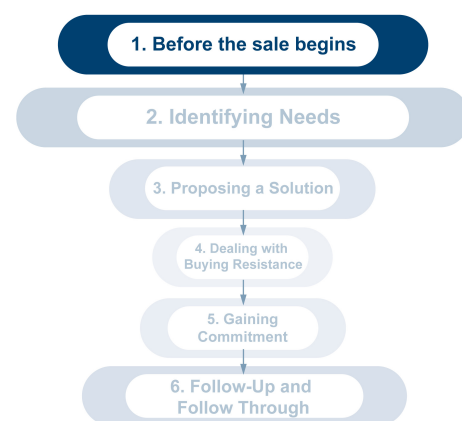 1. Before the sale begins
2. Identifying Needs
3. Proposing a Solution
4. Dealing with
Buying Resistance
5. Gaining
Commitment
6. Follow-Up and
Follow Through